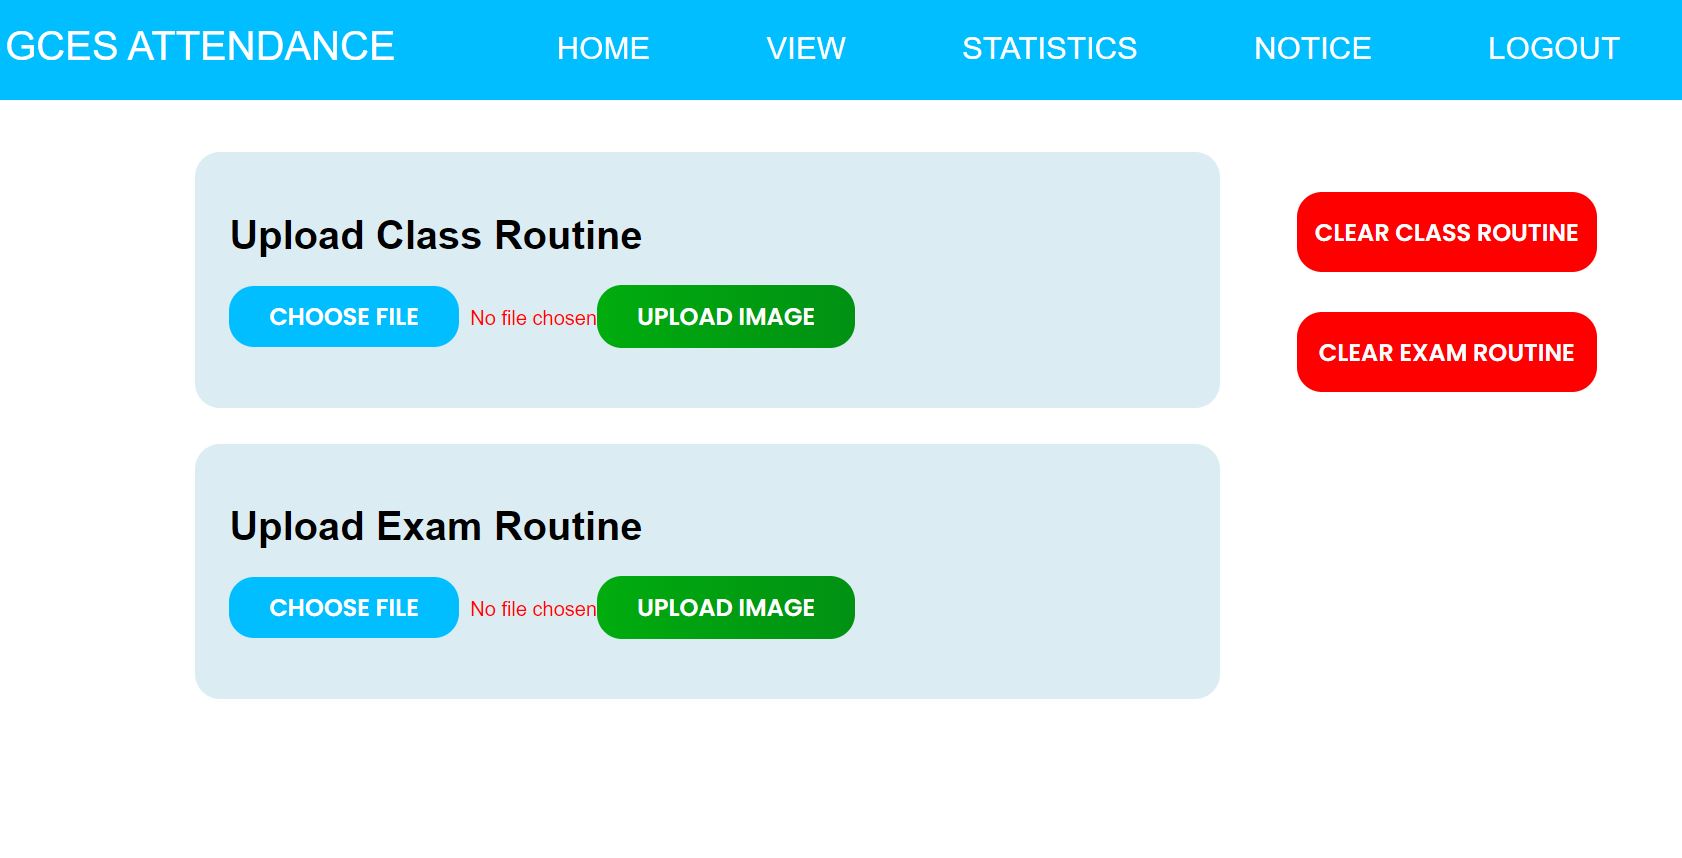 GCES ATTENDANCE HOME VIEW STATISTICS NOTICE LOGOUT
Upload Class Routine
CHOOSE FILE No file chosen UPLOAD IMAGE
CLEAR CLASS ROUTINE
CLEAR EXAM ROUTINE
Upload Exam Routine
CHOOSE FILE No file chosen UPLOAD IMAGE